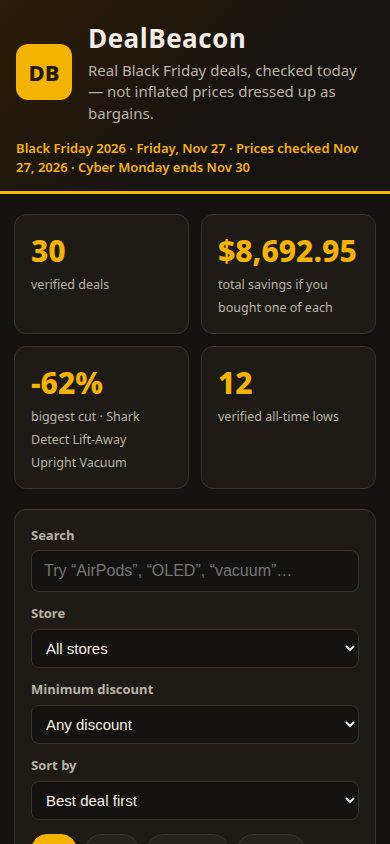 DB
DealBeacon
Real Black Friday deals, checked today
— not inflated prices dressed up as
bargains.
Black Friday 2026 · Friday, Nov 27 · Prices checked Nov
27, 2026 · Cyber Monday ends Nov 30
30
verified deals
$8,692.95
total savings if you
bought one of each
-62%
biggest cut · Shark
Detect Lift-Away
Upright Vacuum
12
verified all-time lows
Search
Try “AirPods”, “OLED”, “vacuum”…
Store
All stores
Minimum discount
Any discount
Sort by
Best deal first